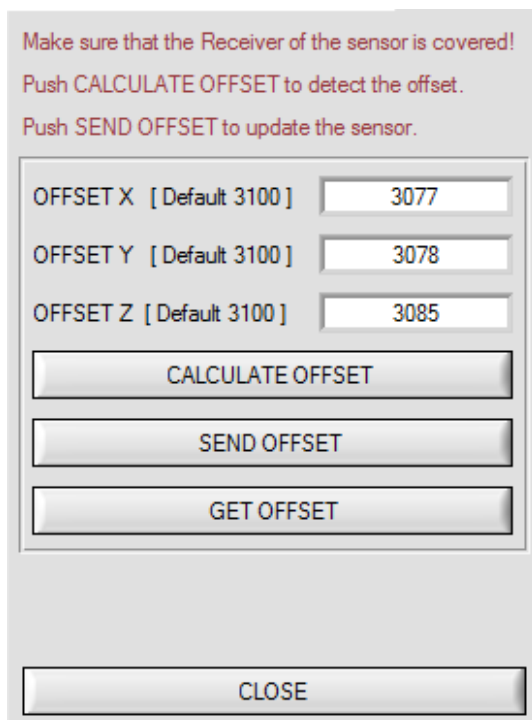 Make sure that the Receiver of the sensor is covered!
Push CALCULATE OFFSET to detect the offset.
Push SEND OFFSET to update the sensor.
OFFSET X [ Default 3100 ] 3077
OFFSET Y [ Default 3100 ] 3078
OFFSET Z [ Default 3100 ] 3085
CALCULATE OFFSET
SEND OFFSET
GET OFFSET
CLOSE